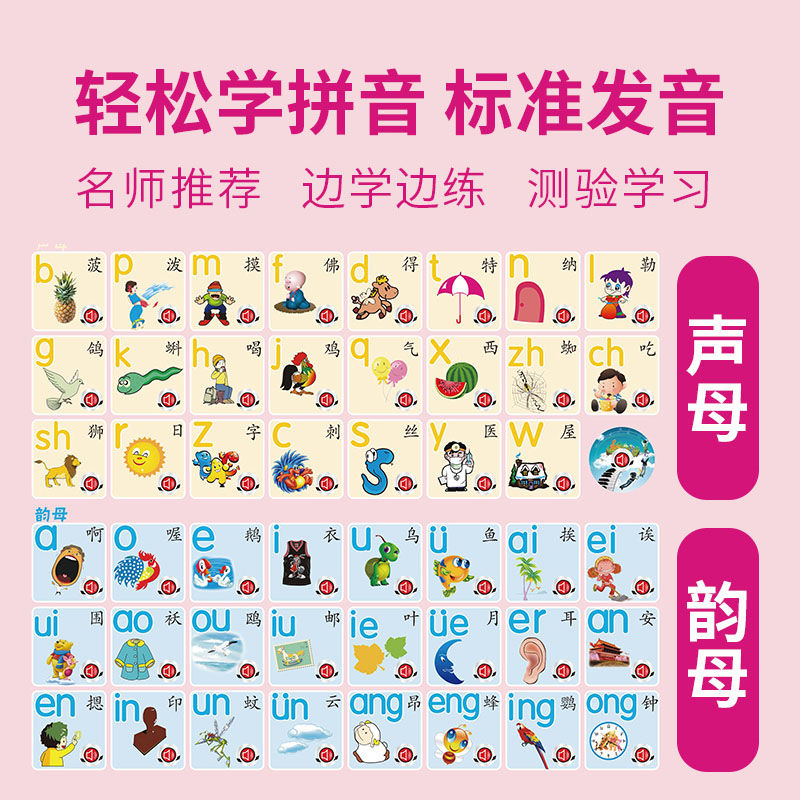 轻松学拼音 标准发音
名师推荐 边学边练 测验学习
b 菠 p 泼 m 摸 f 佛 d 得 t 特 n 纳 l 勒
g 鸽 k 蝌 h 喝 j 鸡 q 气 x 西 zh 蜘 ch 吃
sh 狮 r 日 z 字 c 刺 s 丝 y 医 w 屋
声母
韵母
a 啊 o 喔 e 鹅 i 衣 u 乌 ü 鱼 ai 挨 ei 诶
ui 围 ao 袄 ou 鸥 iu 邮 ie 叶 üe 月 er 耳 an 安
en 摁 in 印 un 蚊 ün 云 ang 昂 eng 蜂 ing 鹦 ong 钟
韵母